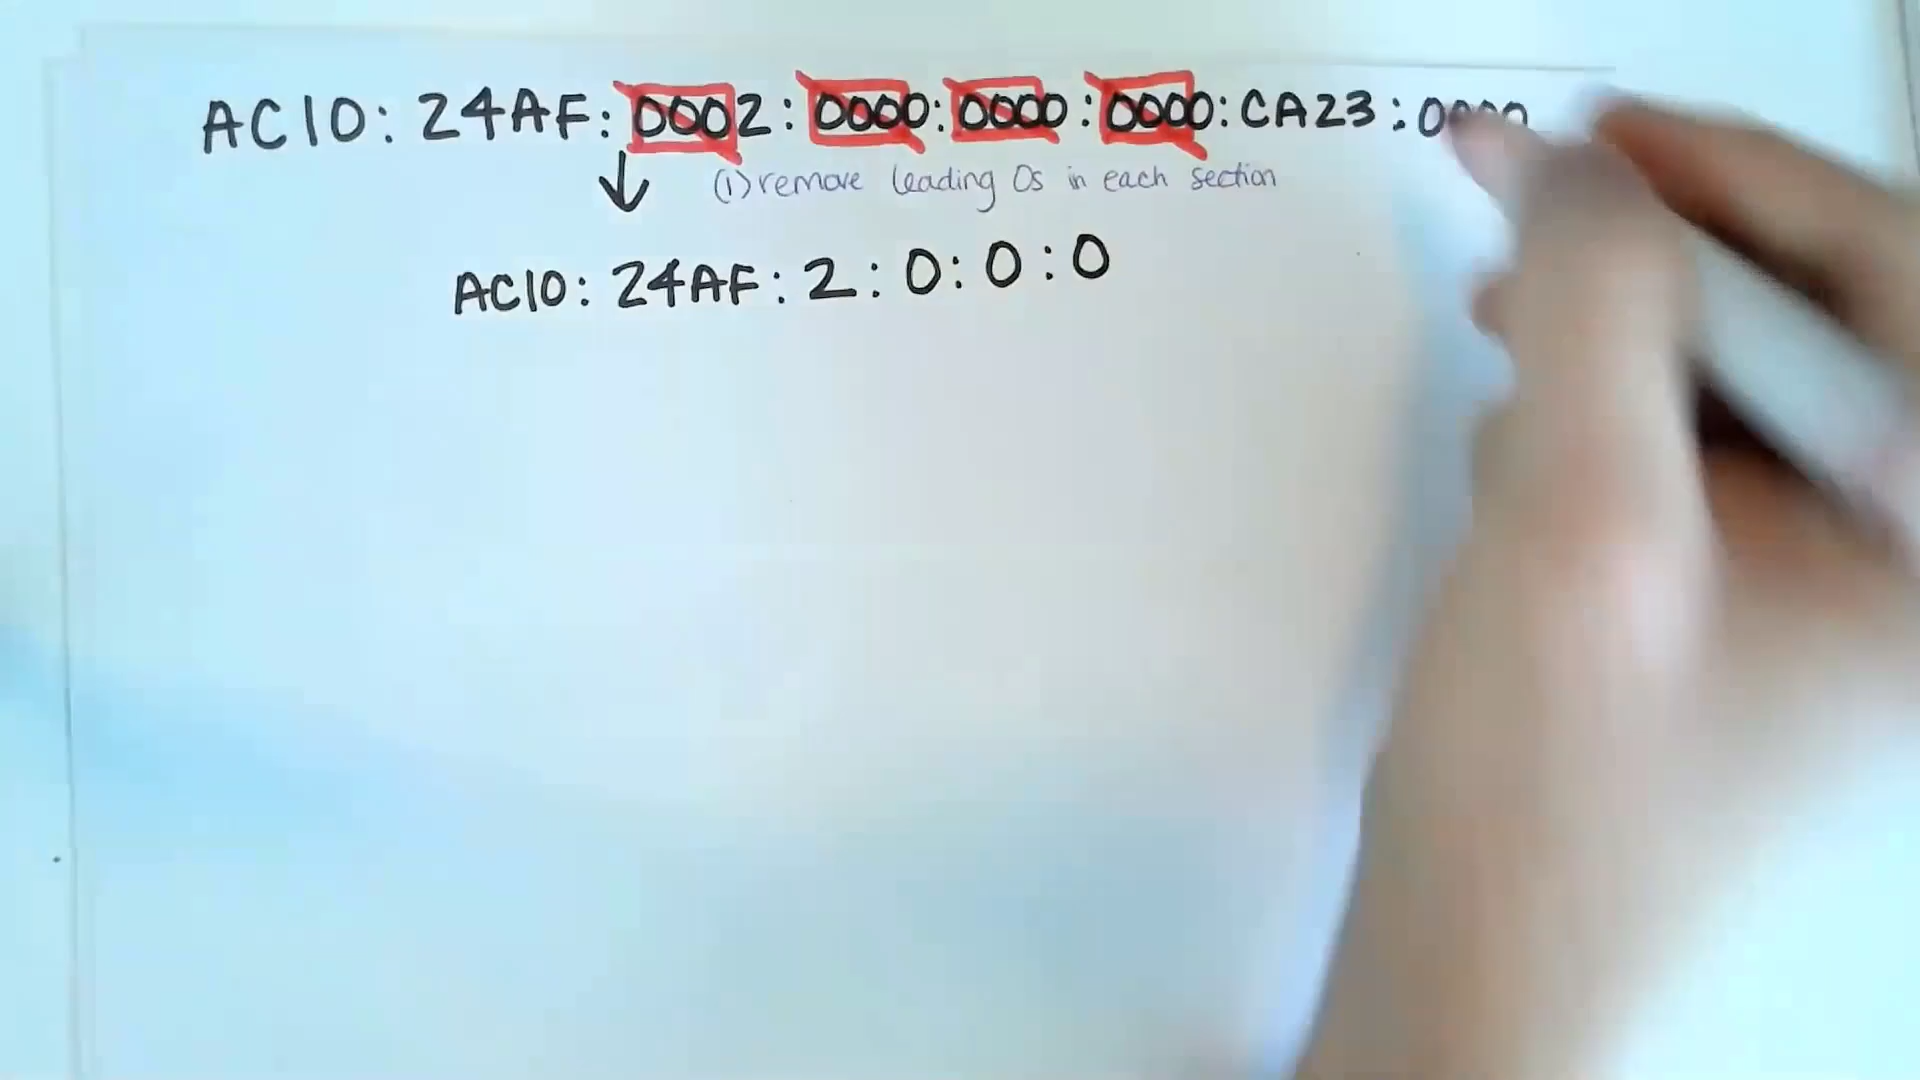 AC10:24AF:0002:0000:0000:0000:CA23:0000
(1) remove leading 0s in each section
AC10:24AF:2:0:0:0